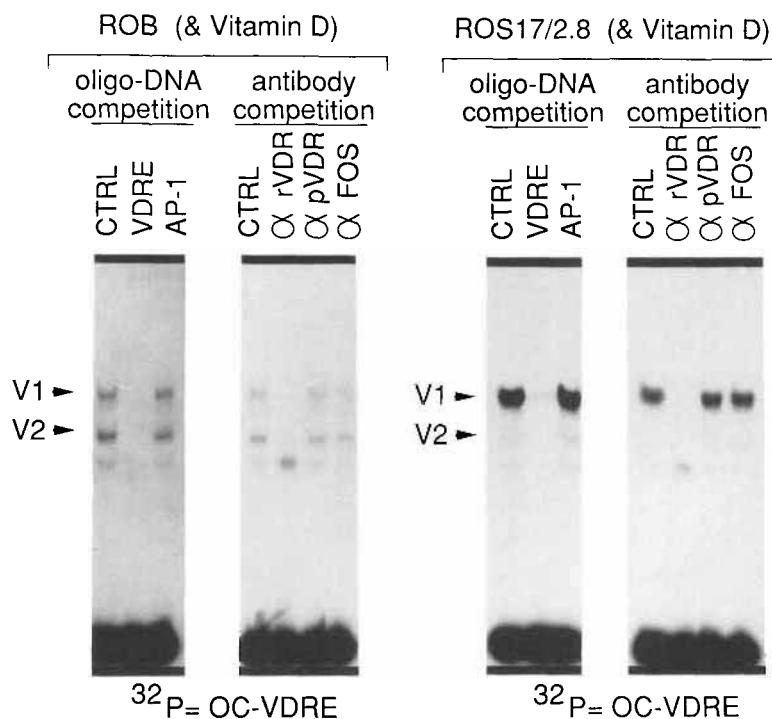 ROB (& Vitamin D)
oligo-DNA competition
antibody competition
CTRL
VDRE
AP-1
CTRL
α rVDR
α pVDR
α FOS
V1
V2
32P= OC-VDRE
ROS17/2.8 (& Vitamin D)
oligo-DNA competition
antibody competition
CTRL
VDRE
AP-1
CTRL
α rVDR
α pVDR
α FOS
V1
V2
32P= OC-VDRE